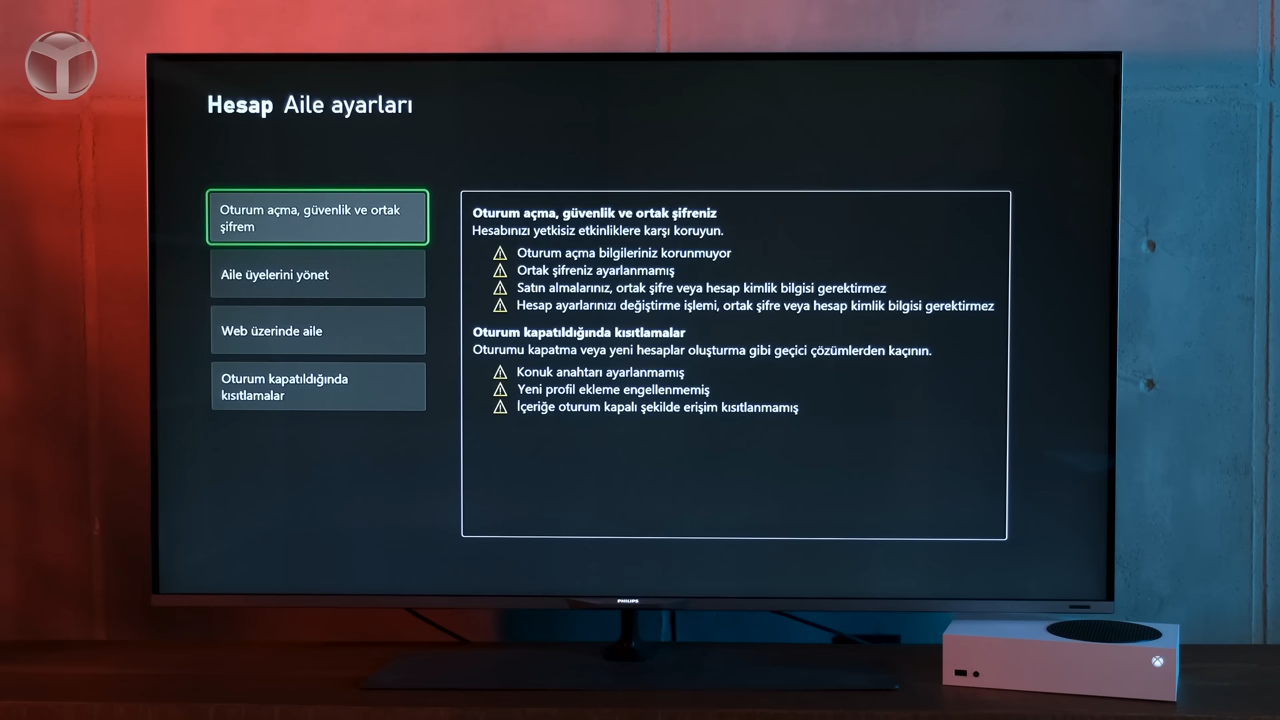 Hesap Aile ayarları
Oturum açma, güvenlik ve ortak
şifrem
Aile üyelerini yönet
Web üzerinde aile
Oturum kapatıldığında
kısıtlamalar
Oturum açma, güvenlik ve ortak şifreniz
Hesabınızı yetkisiz etkinliklere karşı koruyun.
Oturum açma bilgileriniz korunmuyor
Ortak şifreniz ayarlanmamış
Satın almalarınız, ortak şifre veya hesap kimlik bilgisi gerektirmez
Hesap ayarlarınızı değiştirme işlemi, ortak şifre veya hesap kimlik bilgisi gerektirmez
Oturum kapatıldığında kısıtlamalar
Oturumu kapatma veya yeni hesaplar oluşturma gibi geçici çözümlerden kaçının.
Konuk anahtarı ayarlanmamış
Yeni profil ekleme engellenmemiş
İçeriğe oturum kapalı şekilde erişim kısıtlanmamış
PHILIPS